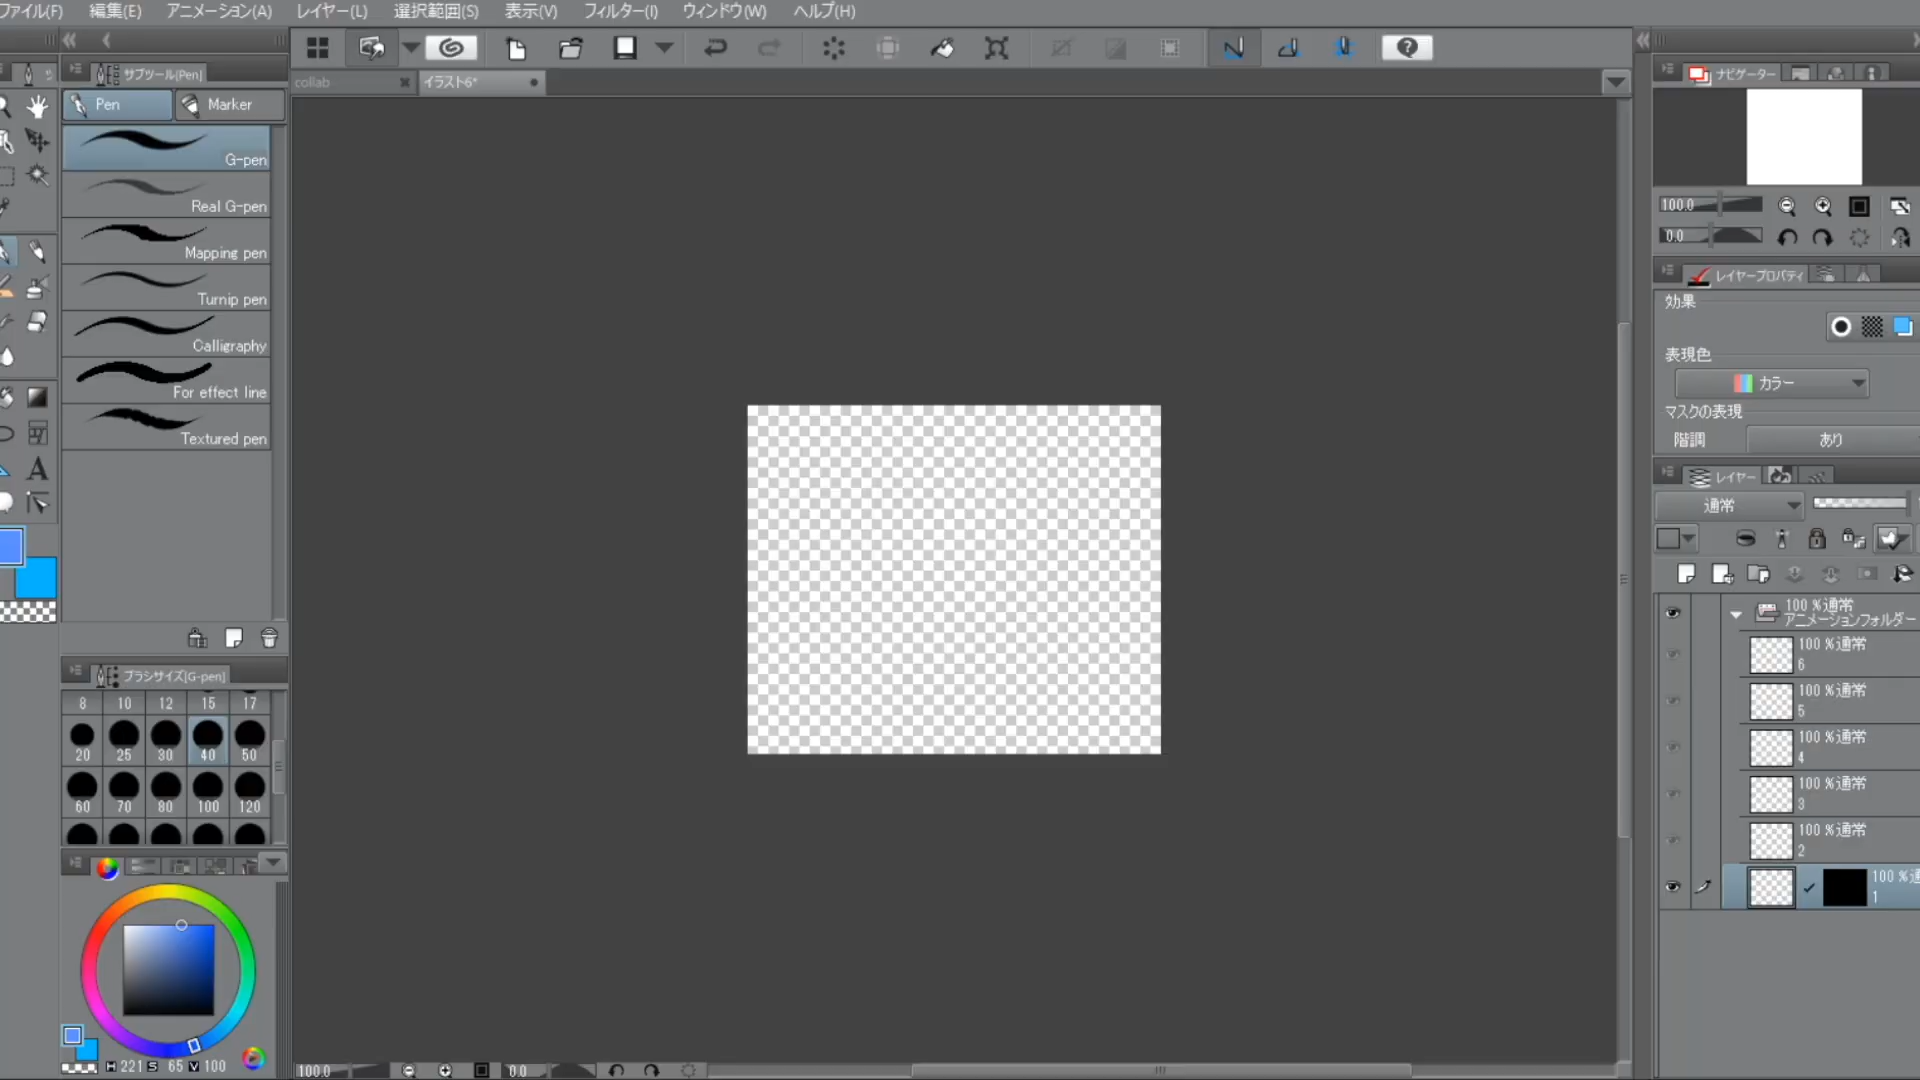 ファイル(F) 編集(E) アニメーション(A) レイヤー(L) 選択範囲(S) 表示(V) フィルター(I) ウィンドウ(W) ヘルプ(H)
collab イラスト6*
サブツール[Pen]
Pen Marker
G-pen
Real G-pen
Mapping pen
Turnip pen
Calligraphy
For effect line
Textured pen
ブラシサイズ[G-pen]
8 10 12 15 17
20 25 30 40 50
60 70 80 100 120
H 221 S 65 V 100
100.0 0.0
ナビゲーター
100.0
0.0
レイヤープロパティ
効果
表現色
カラー
マスクの表現
階調 あり
レイヤー
通常
100 %通常
アニメーションフォルダー
100 %通常
6
100 %通常
5
100 %通常
4
100 %通常
3
100 %通常
2
100 %通
1